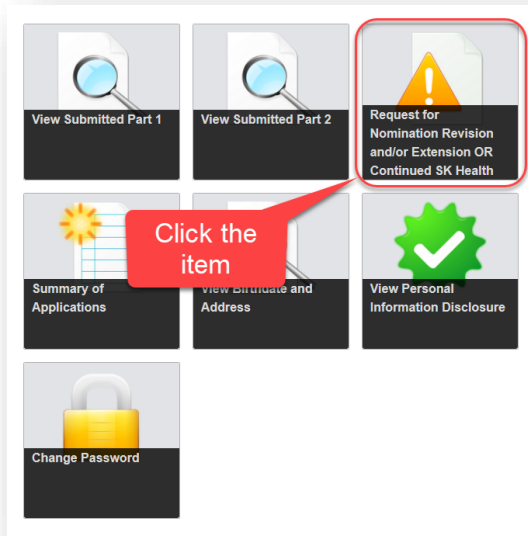 View Submitted Part 1
View Submitted Part 2
Request for
Nomination Revision
and/or Extension OR
Continued SK Health
Click the
item
Summary of
Applications
View Birthdate and
Address
View Personal
Information Disclosure
Change Password